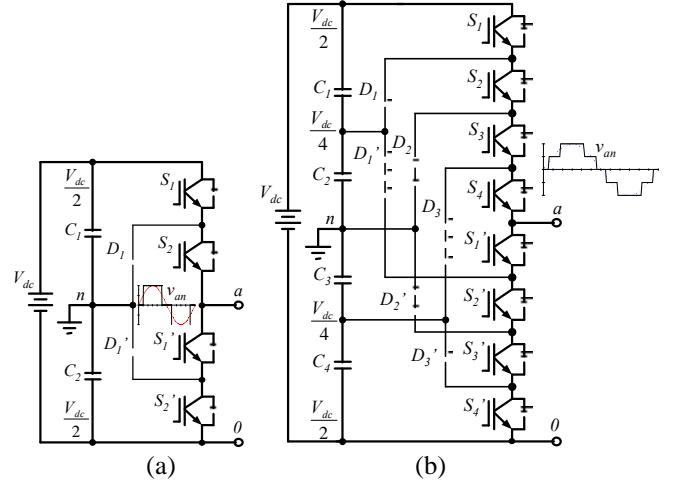 V_dc/2
C_1
V_dc/2
n
V_dc
C_2
V_dc/2
D_1
D_1'
S_1
S_2
v_an
a
S_1'
S_2'
0
(a)
V_dc
V_dc/2
C_1
V_dc/4
C_2
n
C_3
V_dc/4
C_4
V_dc/2
D_1
D_1'
D_2
D_3
D_2'
D_3'
S_1
S_2
S_3
S_4
S_1'
S_2'
S_3'
S_4'
v_an
a
0
(b)